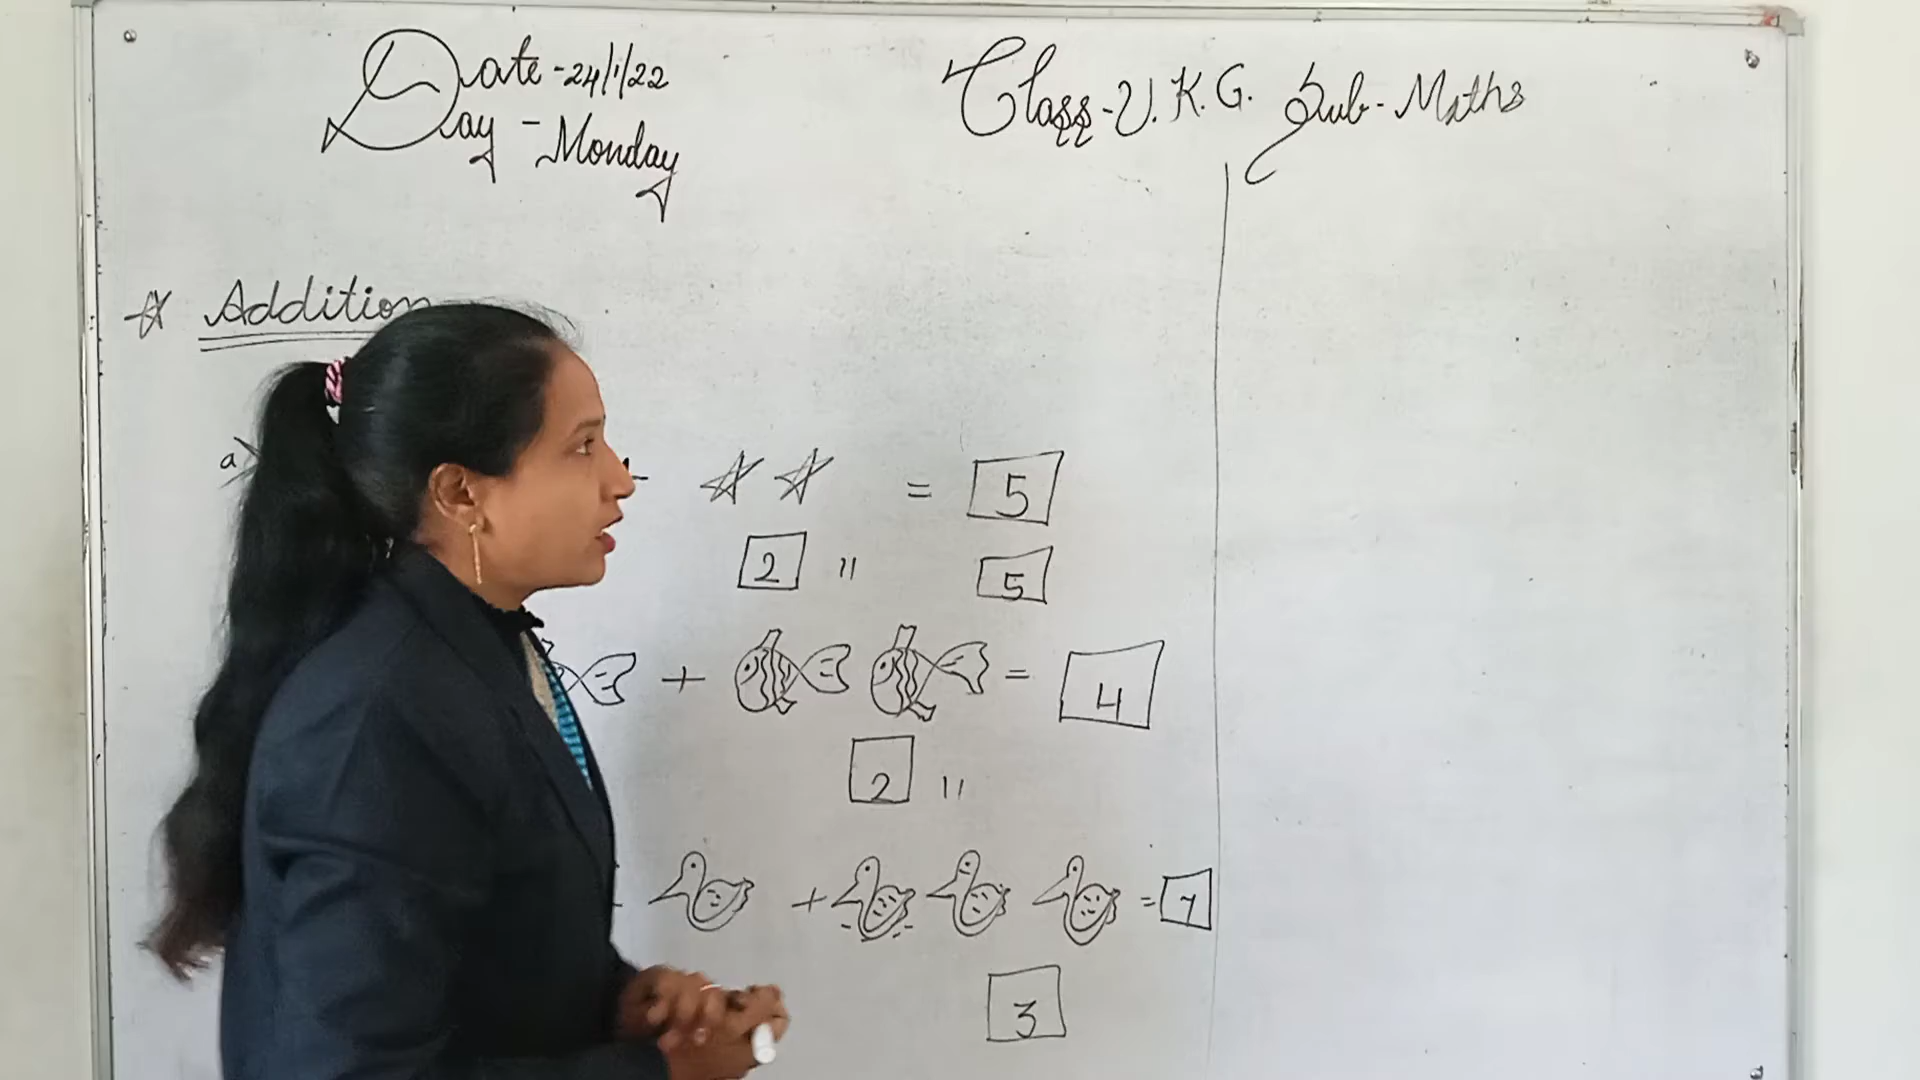 Date - 24/1/22
Day - Monday
Class - U.K.G. Sub - Maths
Addition
a)
= 5
2 " 5
+ = 4
2 "
+ = 7
3